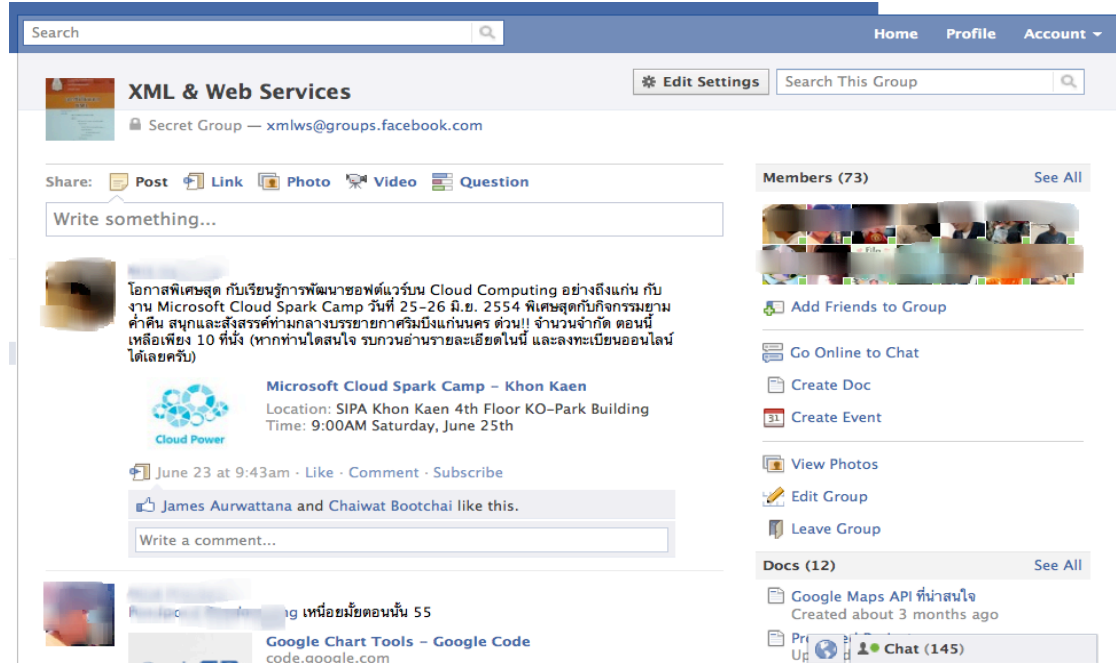 Search
Home Profile Account
XML & Web Services
Edit Settings
Search This Group
Secret Group — xmlws@groups.facebook.com
Share: Post Link Photo Video Question
Write something...
โอกาสพิเศษสุด กับเรียนรู้การพัฒนาซอฟต์แวร์บน Cloud Computing อย่างถึงแก่น กับ
งาน Microsoft Cloud Spark Camp วันที่ 25-26 มิ.ย. 2554 พิเศษสุดกับกิจกรรมยาม
ค่ำคืน สนุกและสังสรรค์ท่ามกลางบรรยายกาศริมบึงแก่นนคร ด่วน!! จำนวนจำกัด ตอนนี้
เหลือเพียง 10 ที่นั่ง (หากท่านใดสนใจ รบกวนอ่านรายละเอียดในนี้ และลงทะเบียนออนไลน์
ได้เลยครับ)
Cloud Power
Microsoft Cloud Spark Camp – Khon Kaen
Location: SIPA Khon Kaen 4th Floor KO-Park Building
Time: 9:00AM Saturday, June 25th
June 23 at 9:43am · Like · Comment · Subscribe
James Aurwattana and Chaiwat Bootchai like this.
Write a comment...
เหนื่อยมั้ยตอนนั้น 55
Google Chart Tools – Google Code
code.google.com
Members (73) See All
Add Friends to Group
Go Online to Chat
Create Doc
31 Create Event
View Photos
Edit Group
Leave Group
Docs (12) See All
Google Maps API ที่น่าสนใจ
Created about 3 months ago
Chat (145)